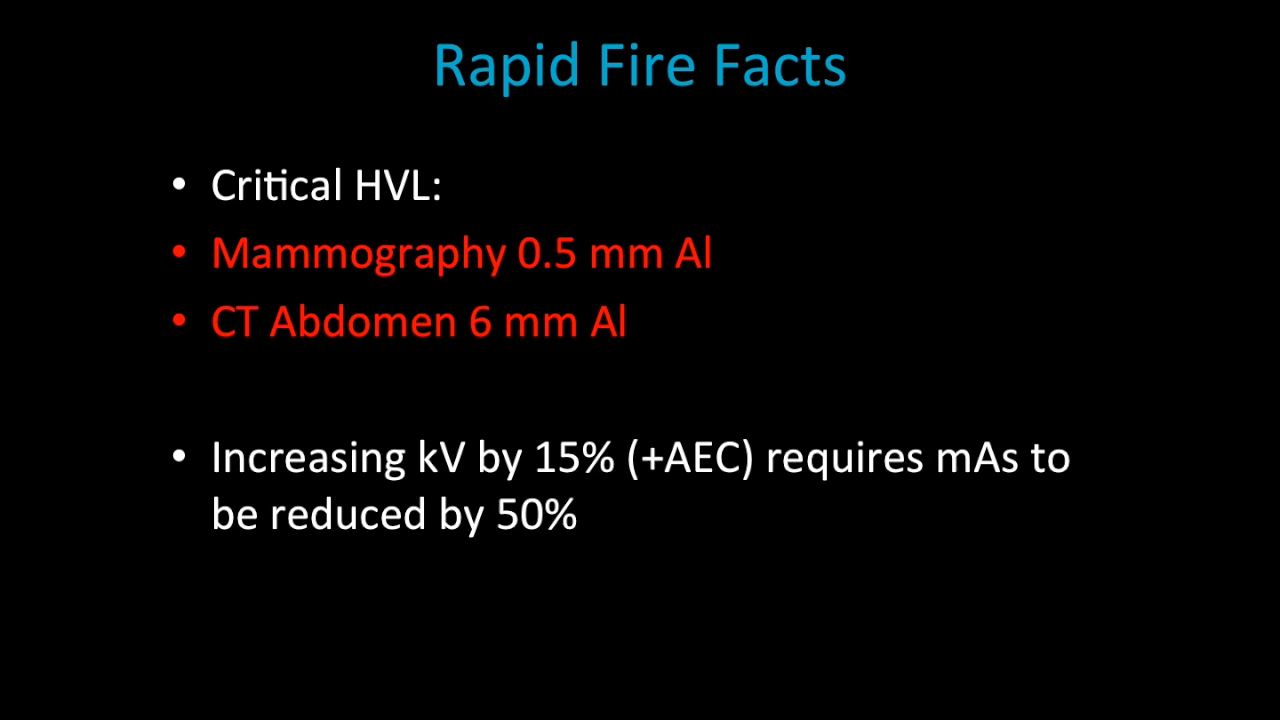 Rapid Fire Facts
• Critical HVL:
• Mammography 0.5 mm Al
• CT Abdomen 6 mm Al
• Increasing kV by 15% (+AEC) requires mAs to
be reduced by 50%